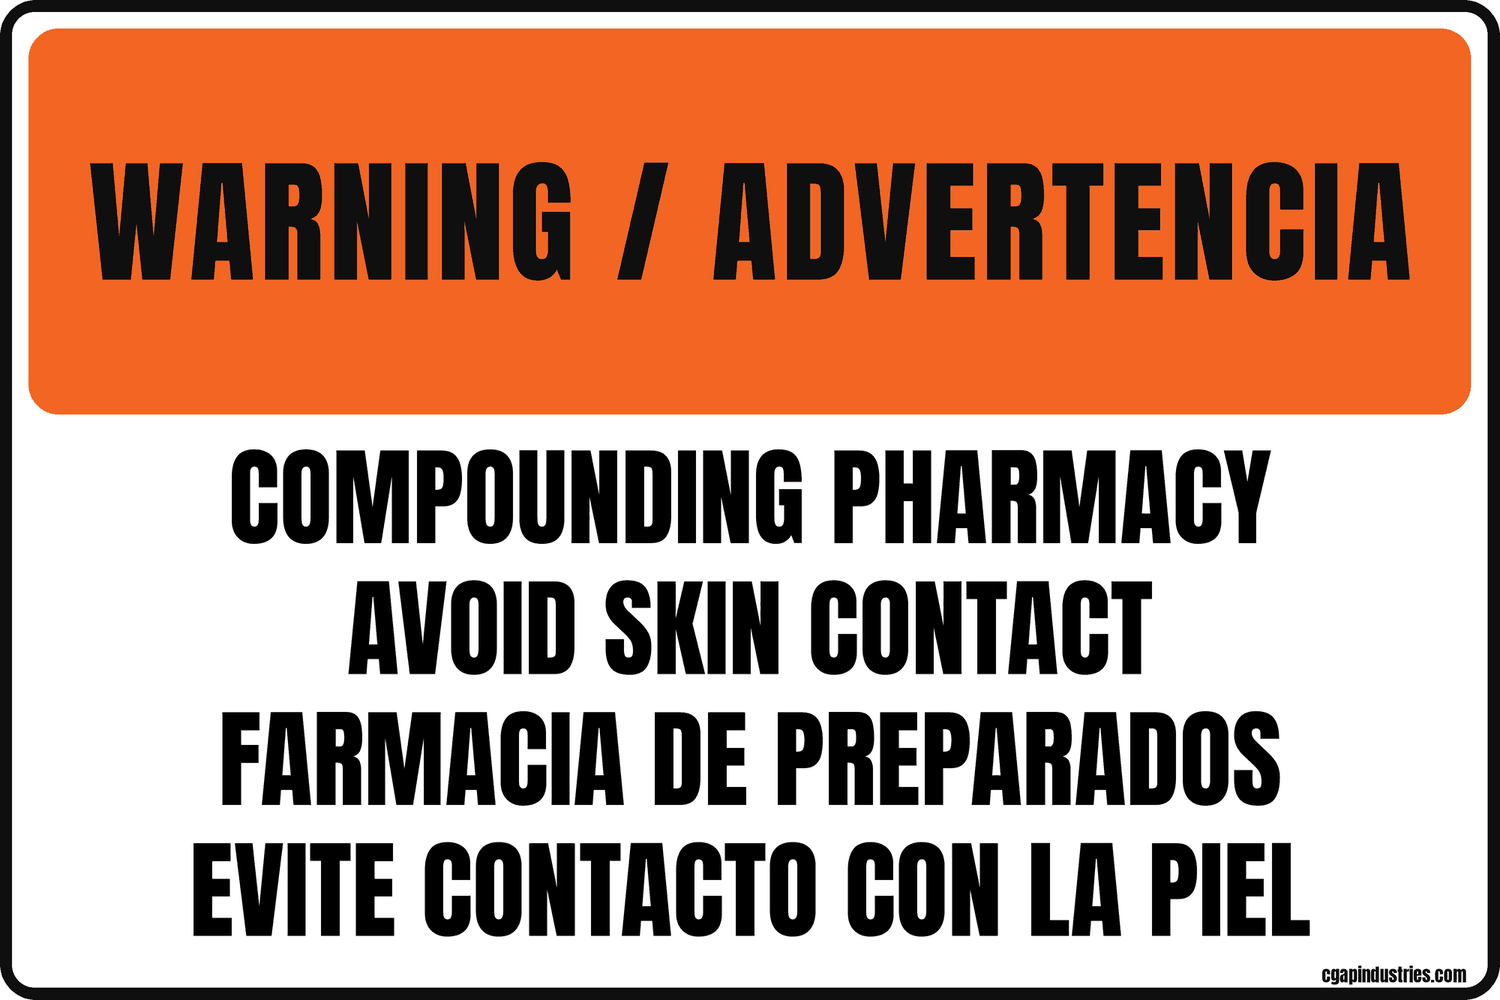 WARNING / ADVERTENCIA
COMPOUNDING PHARMACY
AVOID SKIN CONTACT
FARMACIA DE PREPARADOS
EVITE CONTACTO CON LA PIEL
cgapindustries.com